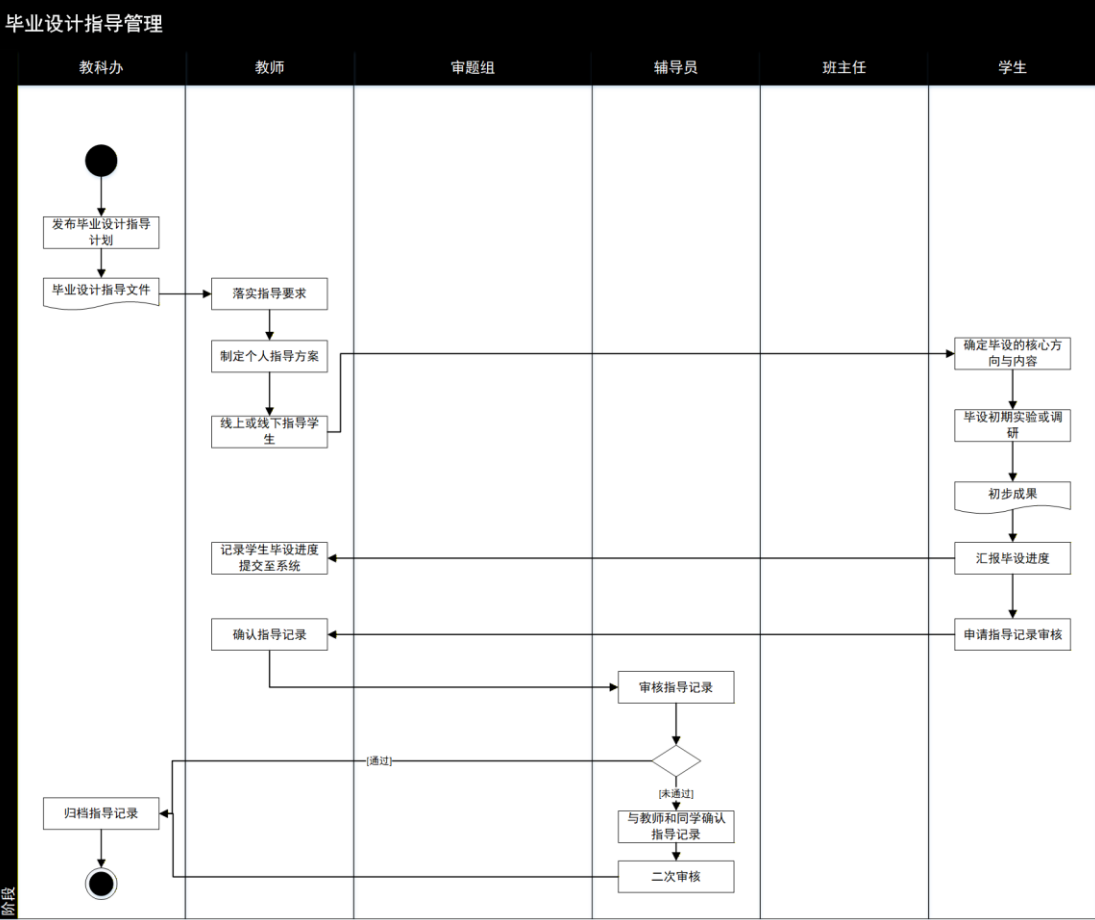 毕业设计指导管理
教科办
教师
审题组
辅导员
班主任
学生
发布毕业设计指导
计划
毕业设计指导文件
落实指导要求
制定个人指导方案
线上或线下指导学
生
确定毕设的核心方
向与内容
毕设初期实验或调
研
初步成果
汇报毕设进度
记录学生毕设进度
提交至系统
申请指导记录审核
确认指导记录
审核指导记录
[通过]
[未通过]
与教师和同学确认
指导记录
二次审核
归档指导记录
阶段